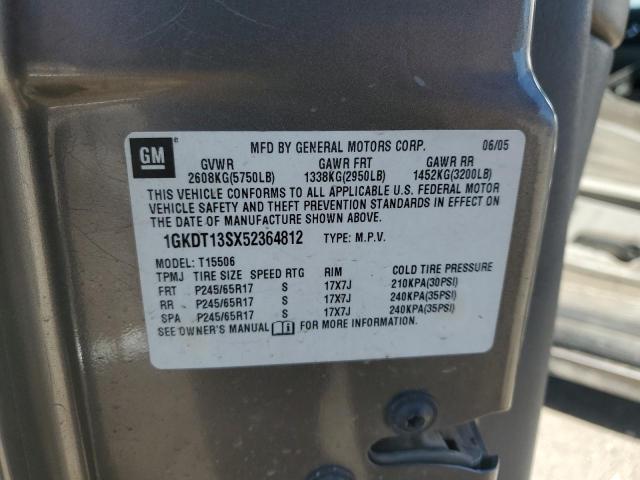 GM
MFD BY GENERAL MOTORS CORP. 06/05
GVWR GAWR FRT GAWR RR
2608KG(5750LB) 1338KG(2950LB) 1452KG(3200LB)
THIS VEHICLE CONFORMS TO ALL APPLICABLE U.S. FEDERAL MOTOR
VEHICLE SAFETY AND THEFT PREVENTION STANDARDS IN EFFECT ON
THE DATE OF MANUFACTURE SHOWN ABOVE.
1GKDT13SX52364812 TYPE: M.P.V.
MODEL: T15506
TPMJ TIRE SIZE SPEED RTG RIM COLD TIRE PRESSURE
FRT P245/65R17 S 17X7J 210KPA(30PSI)
RR P245/65R17 S 17X7J 240KPA(35PSI)
SPA P245/65R17 S 17X7J 240KPA(35PSI)
SEE OWNER'S MANUAL FOR MORE INFORMATION.